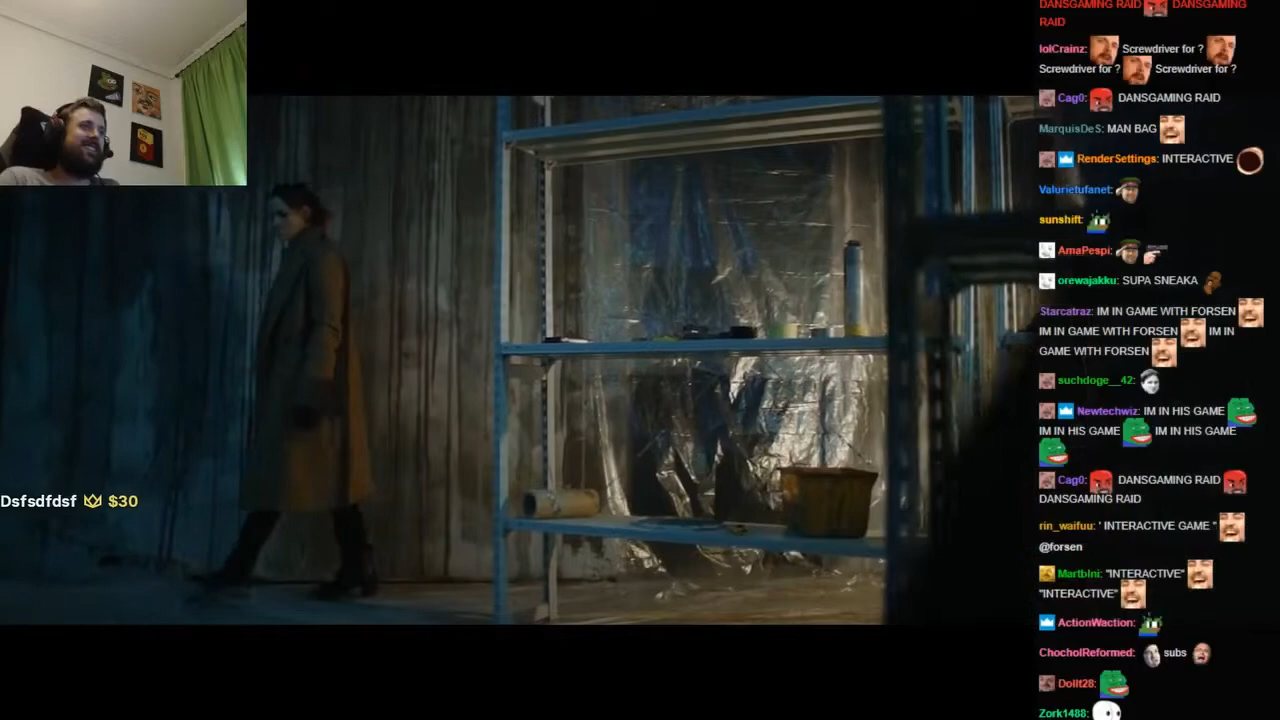 DANSGAMING RAID DANSGAMING
RAID
lolCrainz: Screwdriver for ?
Screwdriver for ? Screwdriver for ?
Cag0: DANSGAMING RAID
MarquisDeS: MAN BAG
RenderSettings: INTERACTIVE
Valurietufanet:
sunshift:
AmaPespi:
orewajakku: SUPA SNEAKA
Starcatraz: IM IN GAME WITH FORSEN
IM IN GAME WITH FORSEN IM IN
GAME WITH FORSEN
suchdoge__42:
Newtechwiz: IM IN HIS GAME
IM IN HIS GAME IM IN HIS GAME
Cag0: DANSGAMING RAID
DANSGAMING RAID
Dsfsdfdsf $30
rin_waifuu: ' INTERACTIVE GAME "
@forsen
MartbIni: "INTERACTIVE"
"INTERACTIVE"
ActionWaction:
ChocholReformed: subs
Dollt28:
Zork1488: